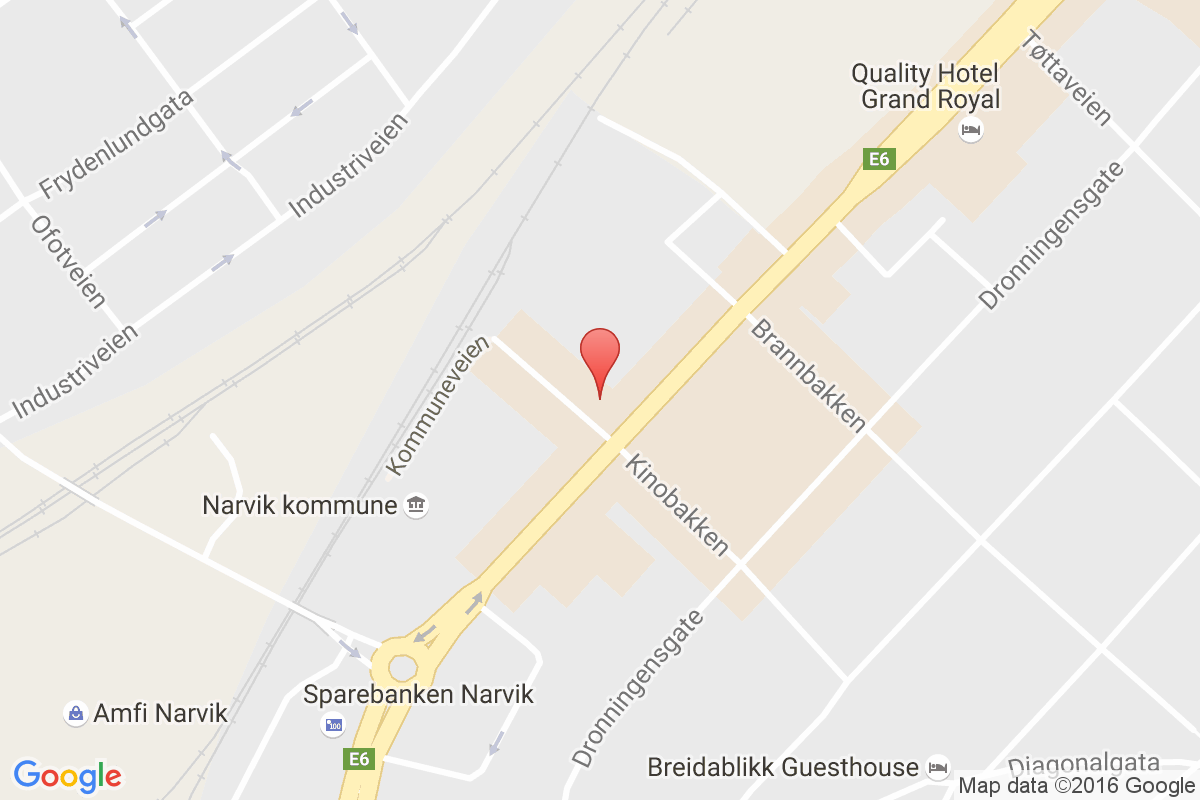 Tøttaveien
Quality Hotel
Grand Royal
E6
Frydenlundgata
Industriveien
Ofotveien
Dronningensgate
Industriveien
Kommuneveien
Brannbakken
Kinobakken
Narvik kommune
Dronningensgate
Sparebanken Narvik
100
Amfi Narvik
E6
Breidablikk Guesthouse
Diagonalgata
Google
Map data ©2016 Google